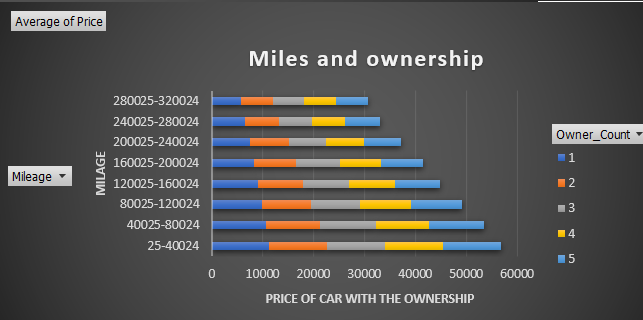 Average of Price
Miles and ownership
280025-320024
240028-280024
200025-240024
160025-200024
120025-160024
80025-120024
40025-80024
25-40024
MILAGE
Mileage
0 10000 20000 30000 40000 50000 60000
PRICE OF CAR WITH THE OWNERSHIP
Owner_Count
1
2
3
4
5